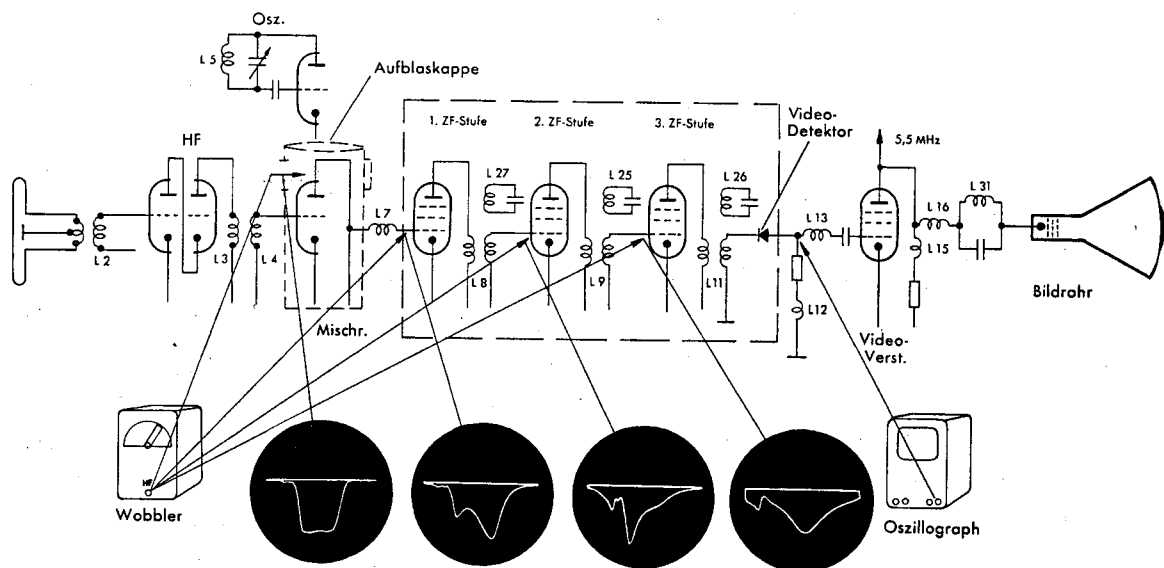 Osz.
L 5
Aufblaskappe
HF
1. ZF-Stufe
2. ZF-Stufe
3. ZF-Stufe
Video-
Detektor
5,5 MHz
L 27
L 25
L 26
L 31
L 7
L 13
L 16
L 2
L 3
L 4
L 8
L 9
L 11
L 15
L 12
Mischr.
Video-
Verst.
Bildrohr
HF
Wobbler
Oszillograph